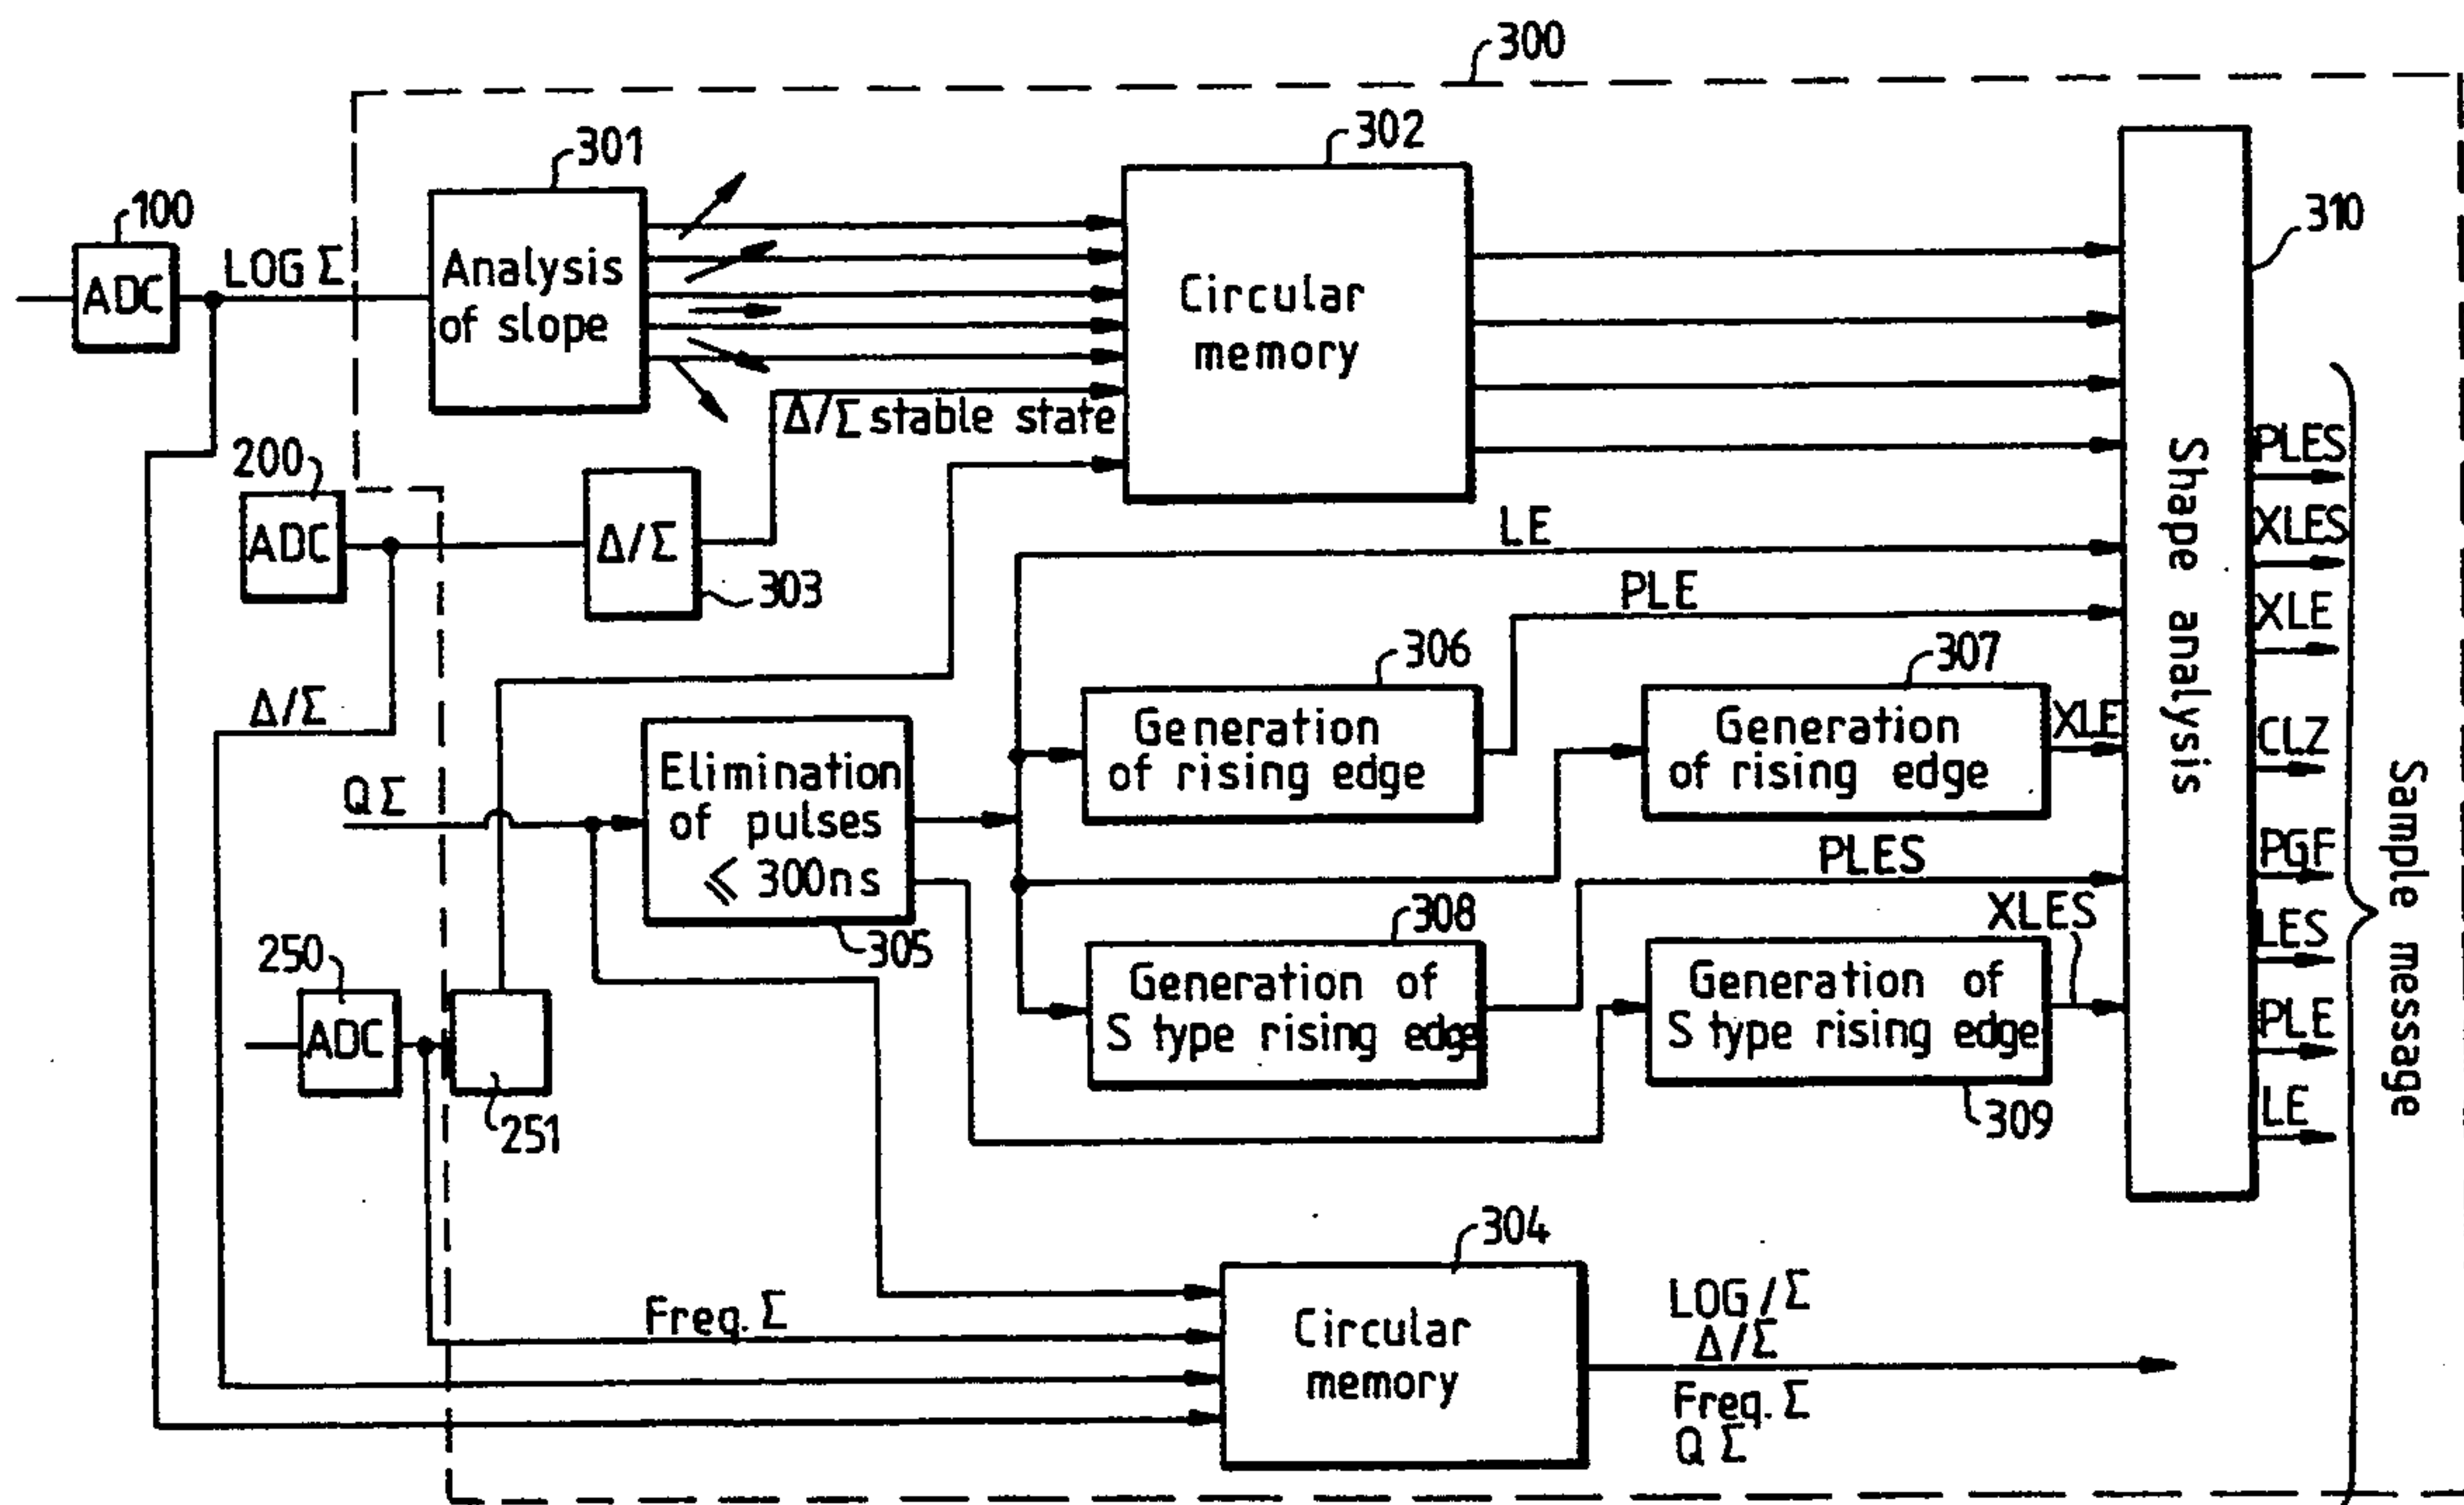 300
301
302
100
310
LOG Σ
ADC
Analysis
of slope
Circular
memory
Δ/Σ stable state
200
ADC
Δ/Σ
303
LE
PLE
Shape analysis
PLES
XLES
XLE
CLZ
PGF
LES
PLE
LE
Sample message
306
307
Δ/Σ
Generation
of rising edge
Generation
of rising edge
XLE
QΣ
Elimination
of pulses
⩽ 300ns
305
PLES
XLES
308
250
ADC
251
Generation of
S type rising edge
Generation of
S type rising edge
309
304
Freq. Σ
Circular
memory
LOG/Σ
Δ/Σ
Freq. Σ
QΣ